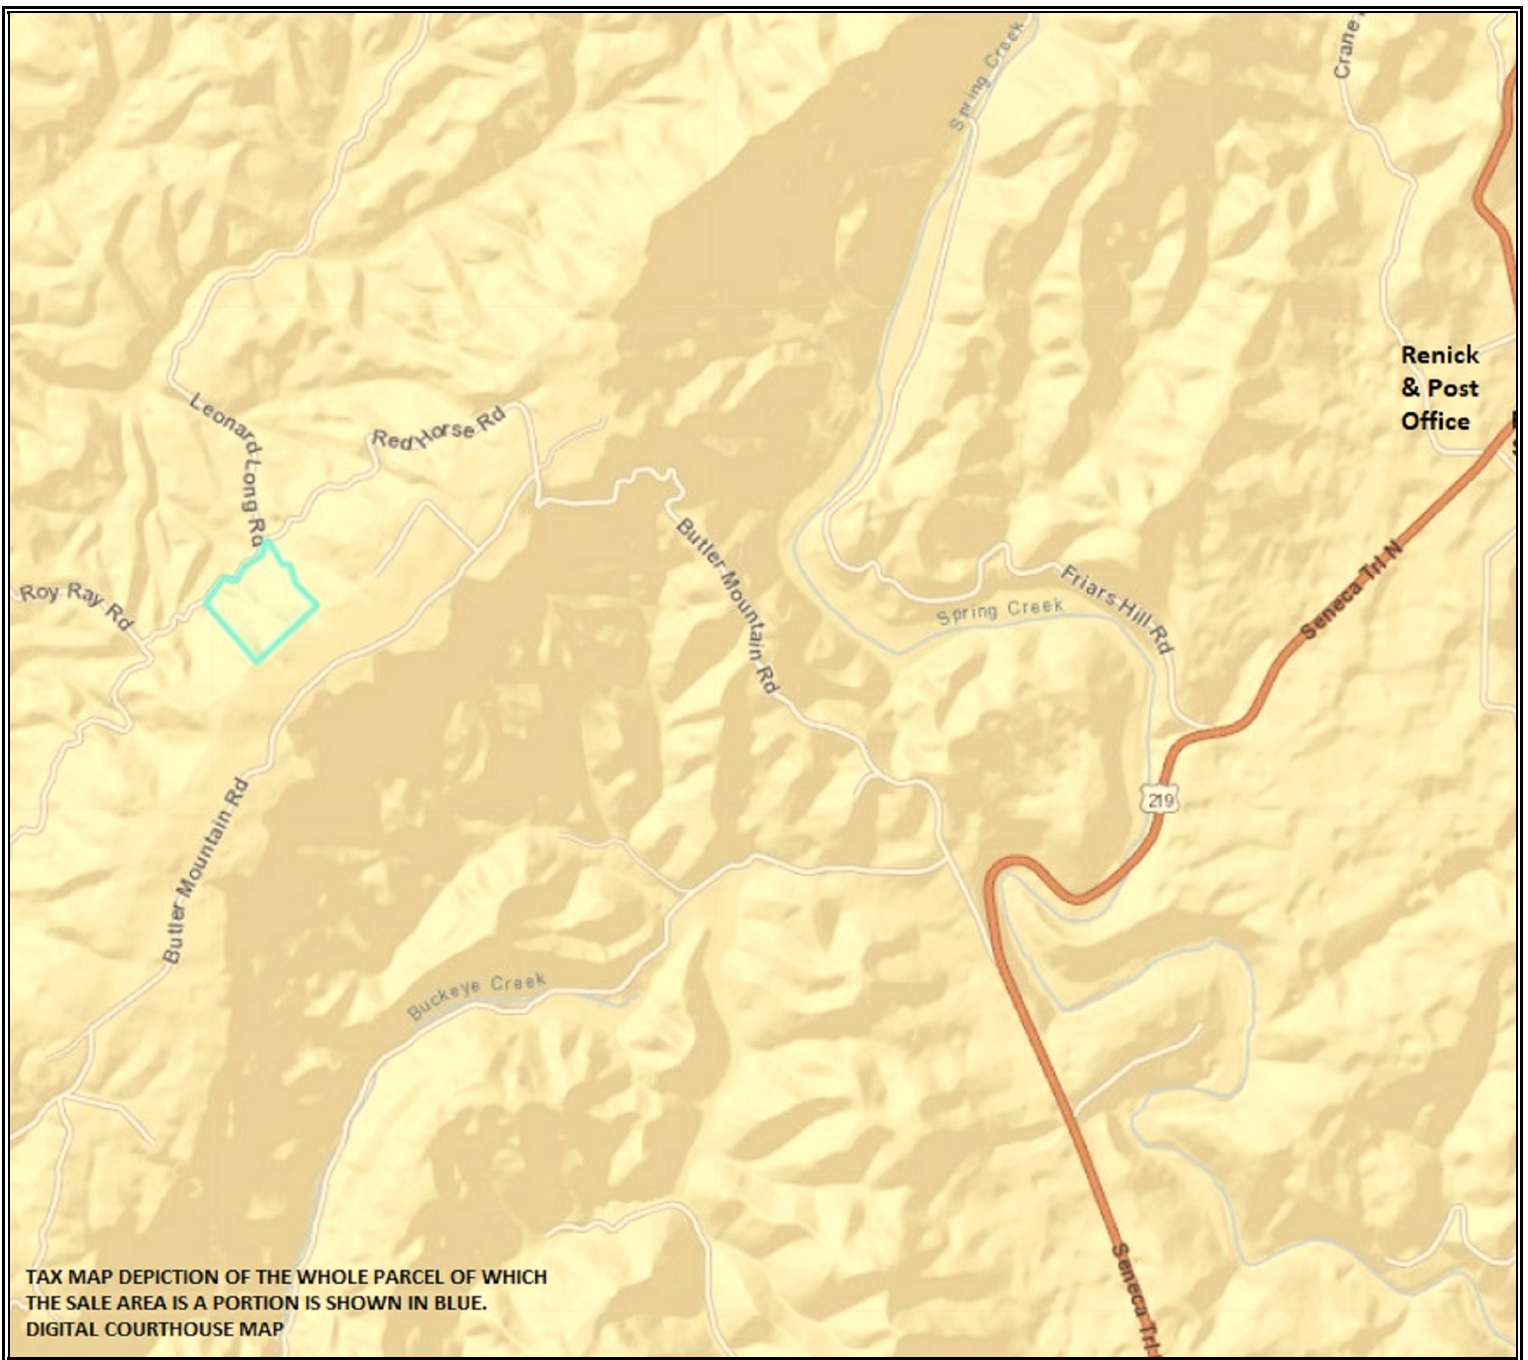 Spring Creek
Crane
Renick
& Post
Office
Leonard Long Rd
Red Horse Rd
Butler Mountain Rd
Seneca Trl N
Roy Ray Rd
Friars Hill Rd
Spring Creek
219
Butler Mountain Rd
Buckeye Creek
Seneca Trl
TAX MAP DEPICTION OF THE WHOLE PARCEL OF WHICH
THE SALE AREA IS A PORTION IS SHOWN IN BLUE.
DIGITAL COURTHOUSE MAP